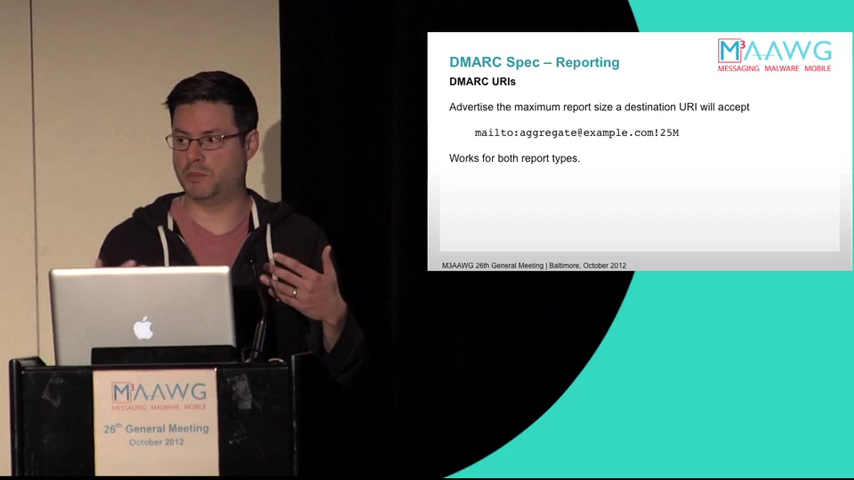 M3AAWG
MESSAGING MALWARE MOBILE
DMARC Spec – Reporting
DMARC URIs
Advertise the maximum report size a destination URI will accept
mailto:aggregate@example.com!25M
Works for both report types.
M3AAWG 26th General Meeting | Baltimore, October 2012
M3AAWG
MESSAGING MALWARE MOBILE
26th General Meeting
October 2012